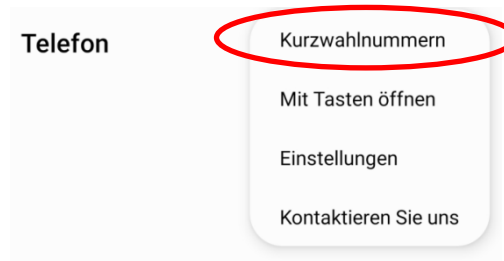 Telefon
Kurzwahlnummern
Mit Tasten öffnen
Einstellungen
Kontaktieren Sie uns